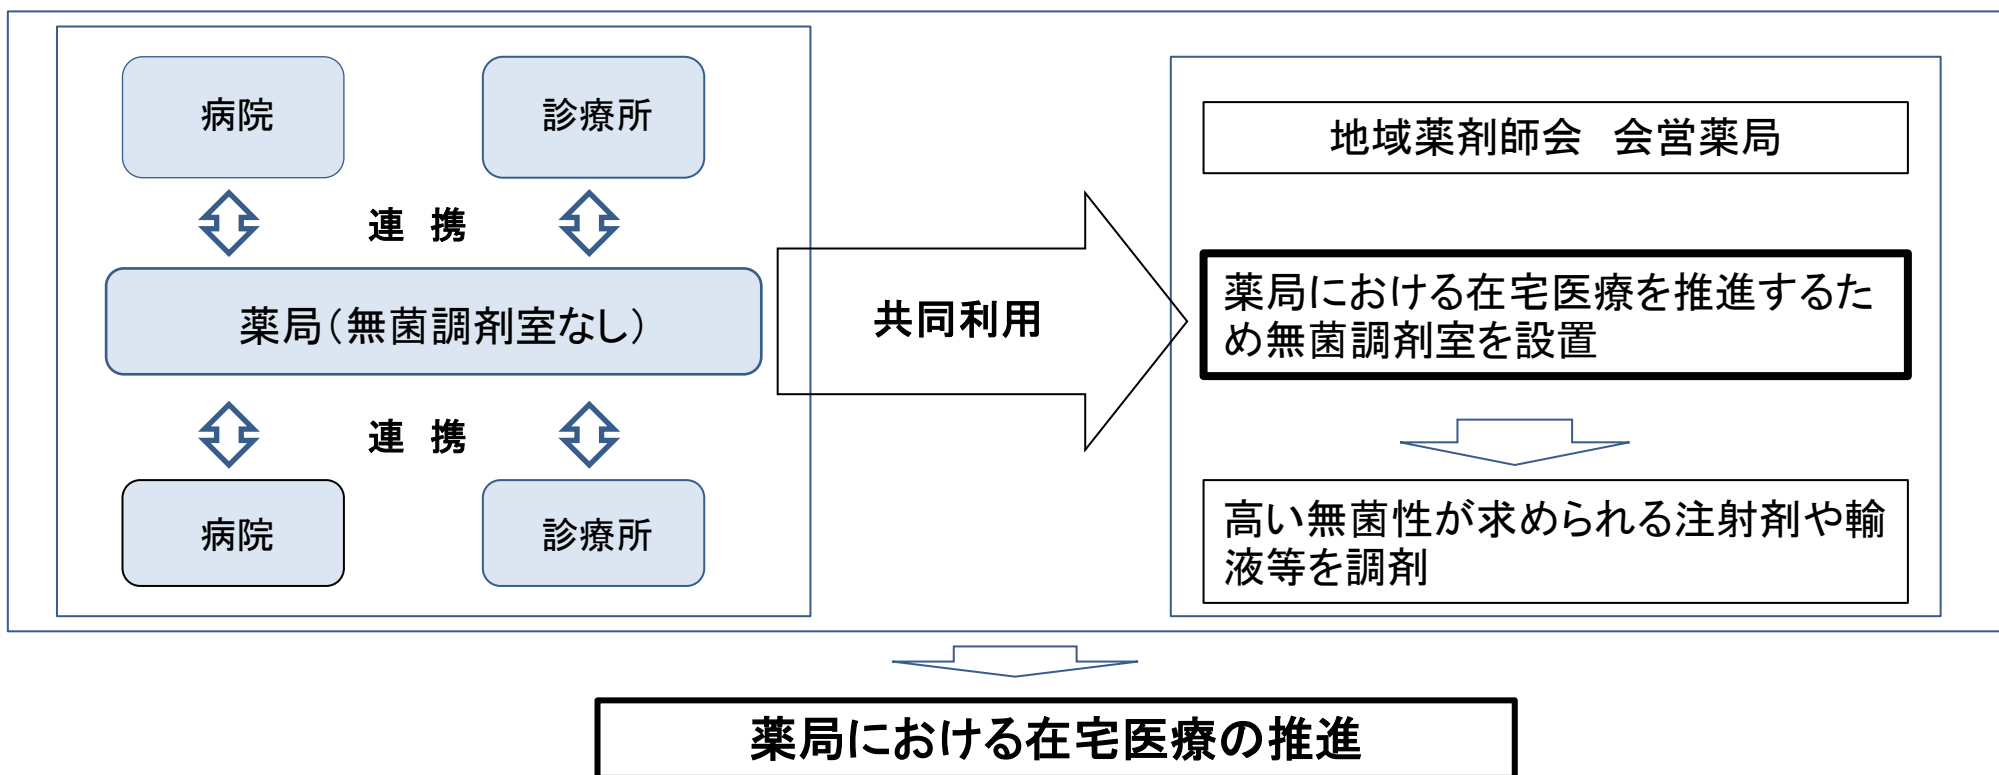 病院
診療所
連 携
薬局(無菌調剤室なし)
連 携
病院
診療所
共同利用
地域薬剤師会 会営薬局
薬局における在宅医療を推進するた
め無菌調剤室を設置
高い無菌性が求められる注射剤や輸
液等を調剤
薬局における在宅医療の推進